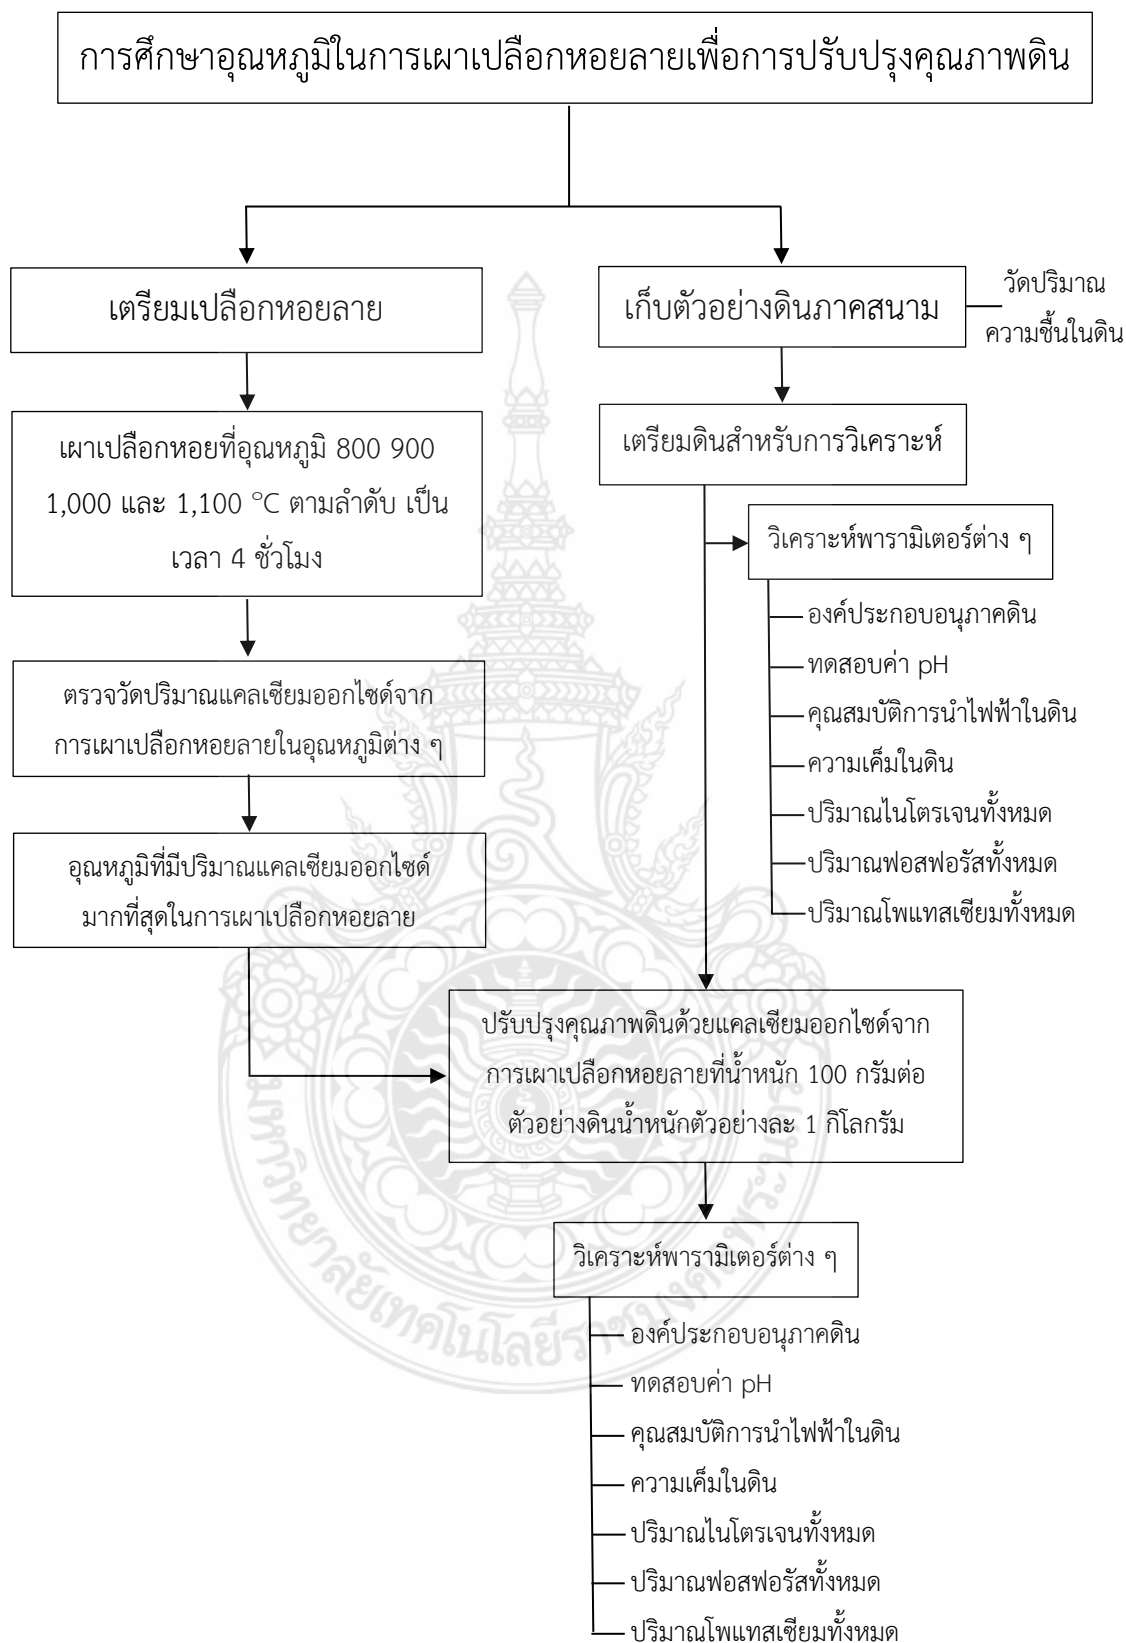 การศึกษาอุณหภูมิในการเผาเปลือกหอยลายเพื่อการปรับปรุงคุณภาพดิน
เตรียมเปลือกหอยลาย
เผาเปลือกหอยที่อุณหภูมิ 800 900
1,000 และ 1,100 °C ตามลำดับ เป็น
เวลา 4 ชั่วโมง
ตรวจวัดปริมาณแคลเซียมออกไซด์จาก
การเผาเปลือกหอยลายในอุณหภูมิต่าง ๆ
อุณหภูมิที่มีปริมาณแคลเซียมออกไซด์
มากที่สุดในการเผาเปลือกหอยลาย
เก็บตัวอย่างดินภาคสนาม
วัดปริมาณ
ความชื้นในดิน
เตรียมดินสำหรับการวิเคราะห์
วิเคราะห์พารามิเตอร์ต่าง ๆ
องค์ประกอบอนุภาคดิน
ทดสอบค่า pH
คุณสมบัติการนำไฟฟ้าในดิน
ความเค็มในดิน
ปริมาณไนโตรเจนทั้งหมด
ปริมาณฟอสฟอรัสทั้งหมด
ปริมาณโพแทสเซียมทั้งหมด
ปรับปรุงคุณภาพดินด้วยแคลเซียมออกไซด์จาก
การเผาเปลือกหอยลายที่น้ำหนัก 100 กรัมต่อ
ตัวอย่างดินน้ำหนักตัวอย่างละ 1 กิโลกรัม
วิเคราะห์พารามิเตอร์ต่าง ๆ
องค์ประกอบอนุภาคดิน
ทดสอบค่า pH
คุณสมบัติการนำไฟฟ้าในดิน
ความเค็มในดิน
ปริมาณไนโตรเจนทั้งหมด
ปริมาณฟอสฟอรัสทั้งหมด
ปริมาณโพแทสเซียมทั้งหมด
มหาวิทยาลัยเทคโนโลยีราชมงคลพระนคร